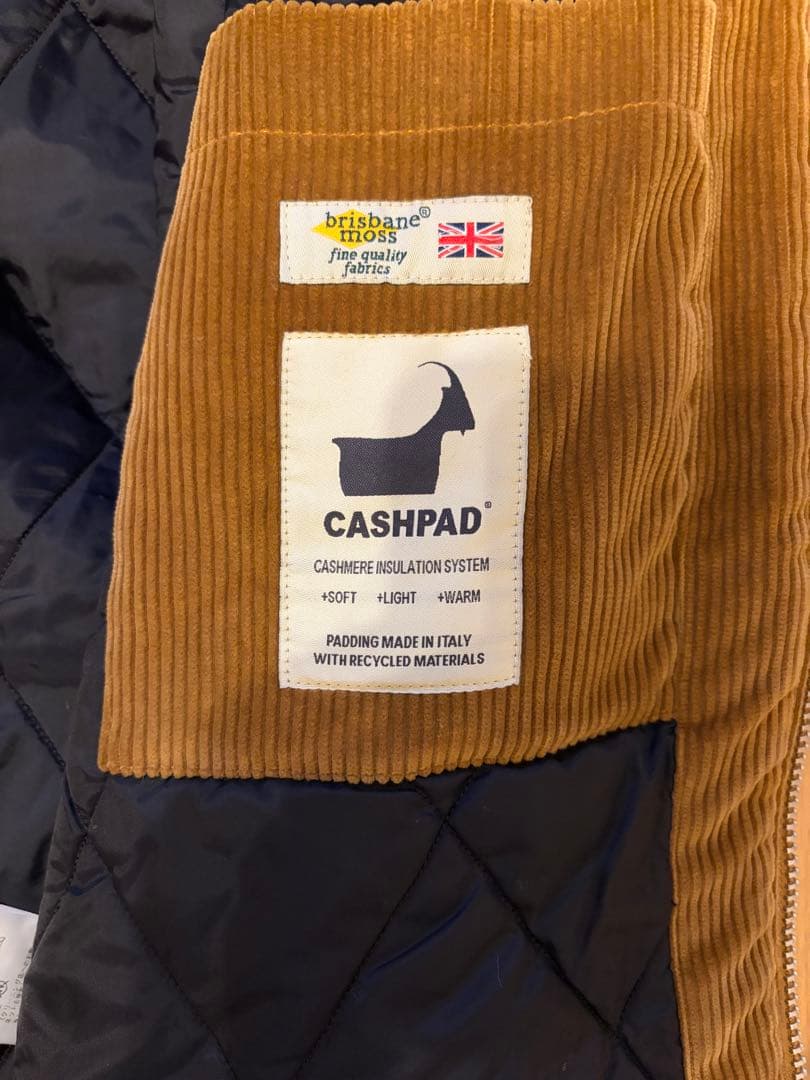 brisbane®
moss
fine quality
fabrics
CASHPAD®
CASHMERE INSULATION SYSTEM
+SOFT +LIGHT +WARM
PADDING MADE IN ITALY
WITH RECYCLED MATERIALS